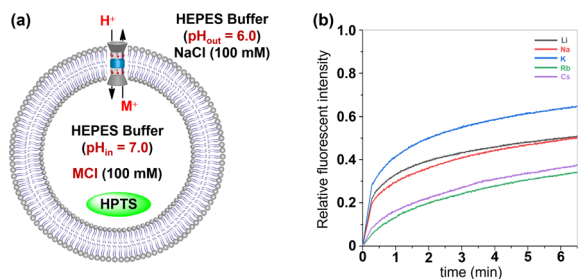 (a)
H⁺
HEPES Buffer
(pHout = 6.0)
NaCl (100 mM)
M⁺
HEPES Buffer
(pHin = 7.0)
MCl (100 mM)
HPTS
(b)
Relative fluorescent intensity
1.0
0.8
0.6
0.4
0.2
0
0 1 2 3 4 5 6
time (min)
Li
Na
K
Rb
Cs